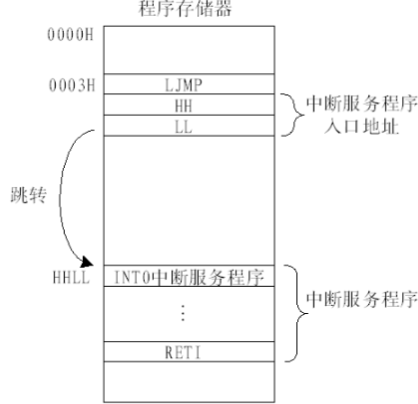 程序存储器
0000H
0003H
LJMP
HH
LL
中断服务程序
入口地址
跳转
HHLL
INT0中断服务程序
⋮
中断服务程序
RETI